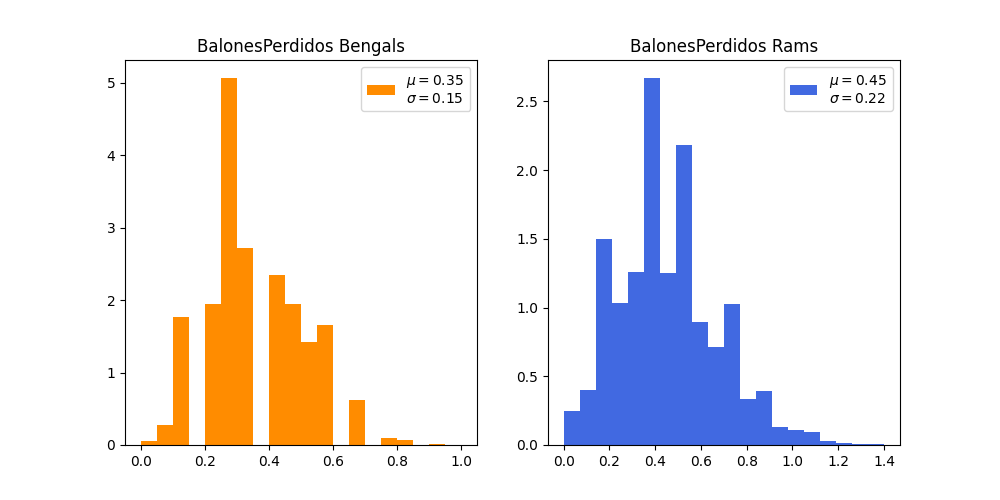 BalonesPerdidos Bengals
μ = 0.35
σ = 0.15
5
4
3
2
1
0
0.0 0.2 0.4 0.6 0.8 1.0
BalonesPerdidos Rams
μ = 0.45
σ = 0.22
2.5
2.0
1.5
1.0
0.5
0.0
0.0 0.2 0.4 0.6 0.8 1.0 1.2 1.4